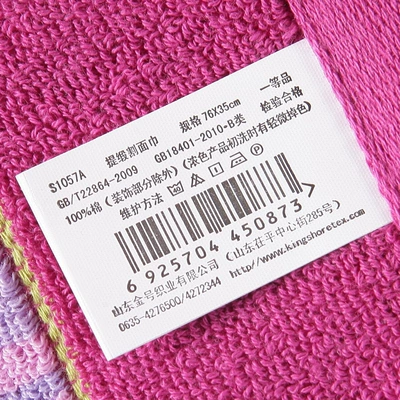 S1057A 提缎割面巾 规格 76X35cm 一等品
GB/T22864-2009 GB18401-2010-B类 检验合格
100%棉(装饰部分除外)(浓色产品初洗时有轻微掉色)
维护方法
6 925704 450873
山东金号织业有限公司(山东茌平中心街285号)
0635-4276500/4272344 http//www.kingshoretex.com